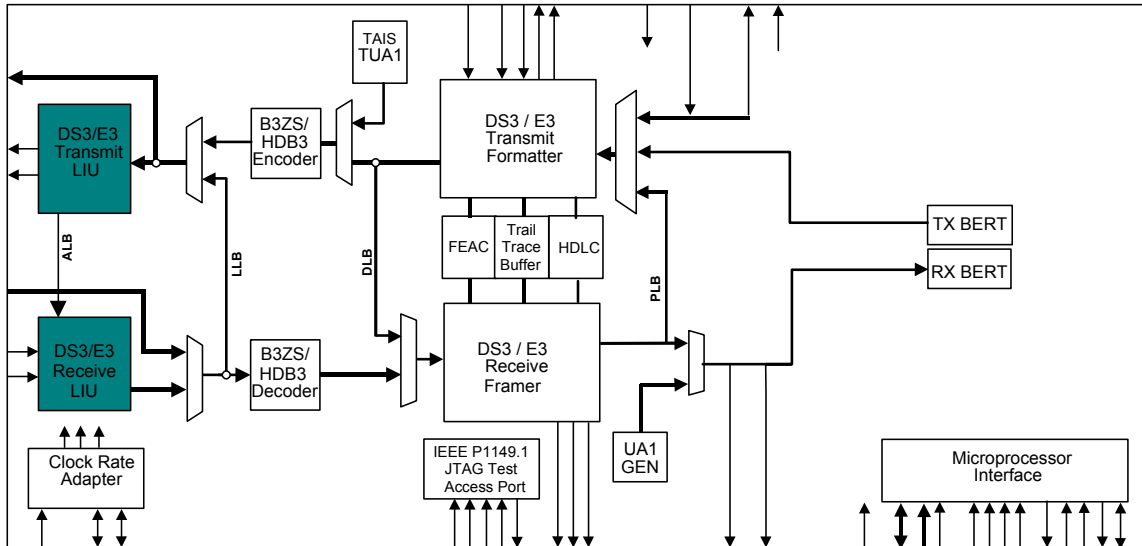 TAIS
TUA1
DS3/E3
Transmit
LIU
B3ZS/
HDB3
Encoder
DS3 / E3
Transmit
Formatter
ALB
LLB
DLB
FEAC
Trail
Trace
Buffer
HDLC
PLB
TX BERT
RX BERT
DS3/E3
Receive
LIU
B3ZS/
HDB3
Decoder
DS3 / E3
Receive
Framer
Clock Rate
Adapter
IEEE P1149.1
JTAG Test
Access Port
UA1
GEN
Microprocessor
Interface